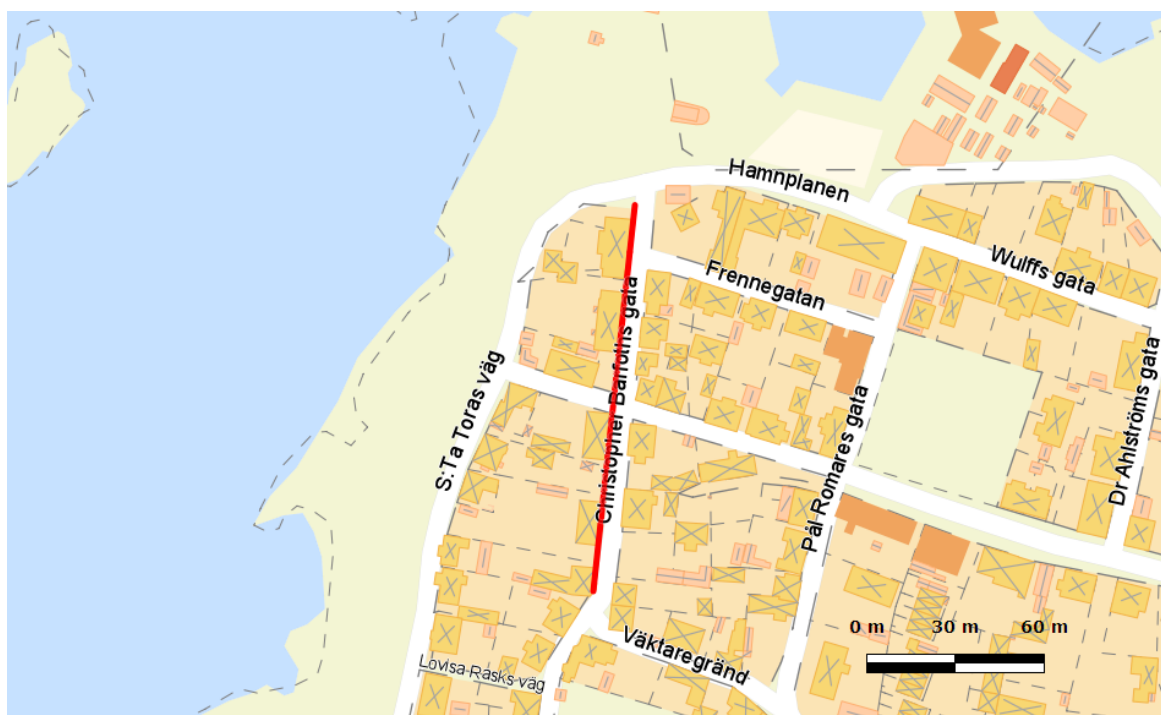 Hamnplanen
Wulffs gata
Frennegatan
Christopher Barfoths gata
S:Ta Toras väg
Pål Romares gata
Dr Ahlströms gata
0 m 30 m 60 m
Väktaregränd
Lovisa Rasks väg